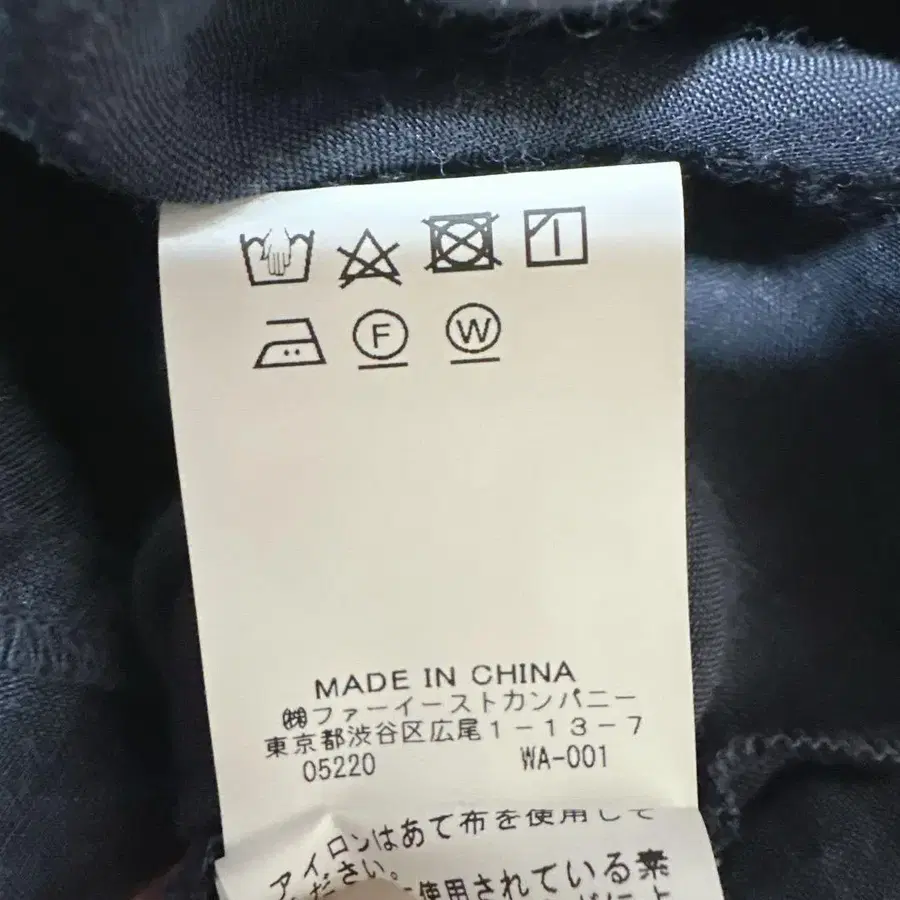 F W
MADE IN CHINA
㈱ファーイーストカンパニー
東京都渋谷区広尾1-13-7
05220 WA-001
アイロンはあて布を使用して
ください。
使用されている素